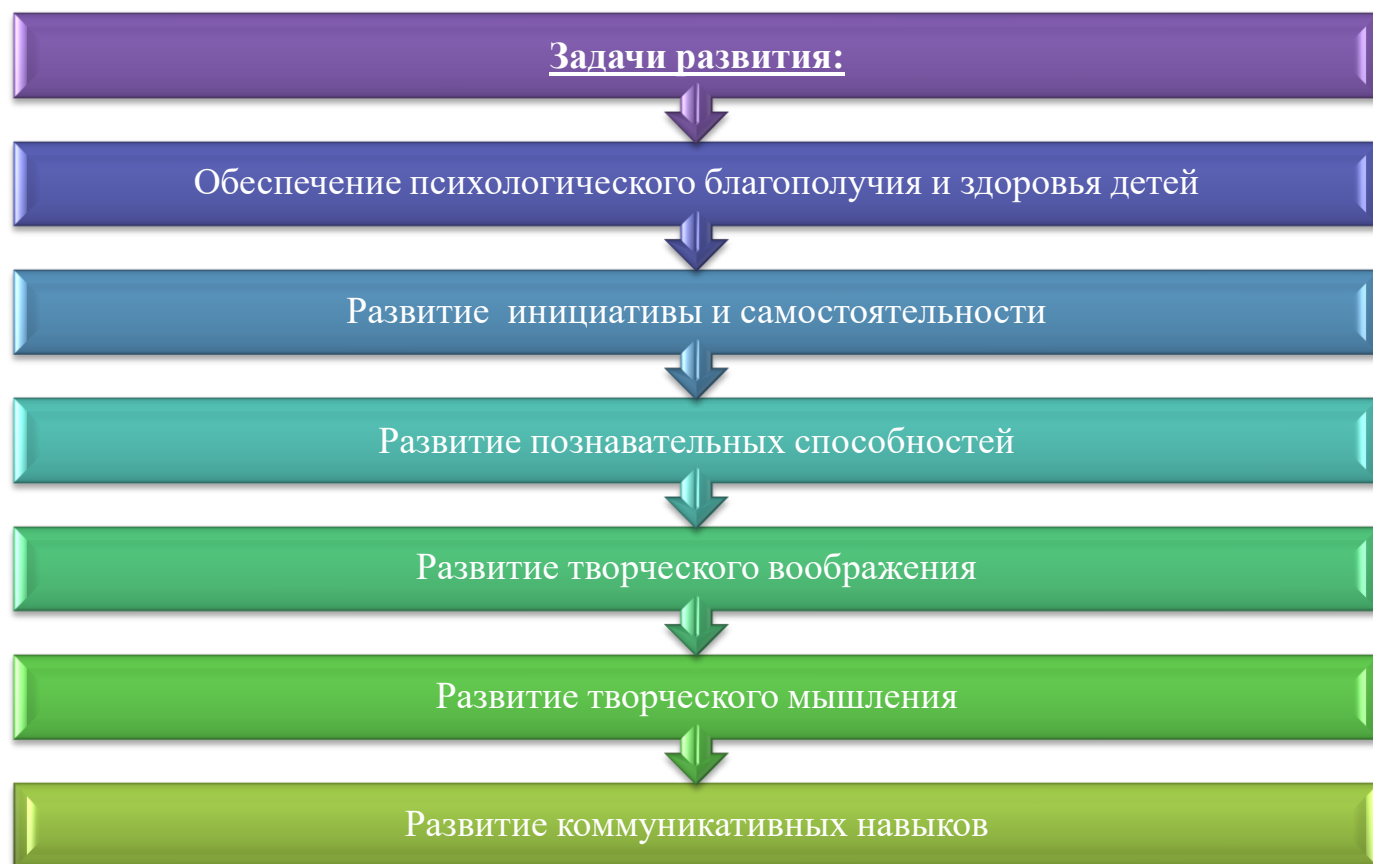 Задачи развития:
Обеспечение психологического благополучия и здоровья детей
Развитие  инициативы и самостоятельности
Развитие познавательных способностей
Развитие творческого воображения
Развитие творческого мышления
Развитие коммуникативных навыков